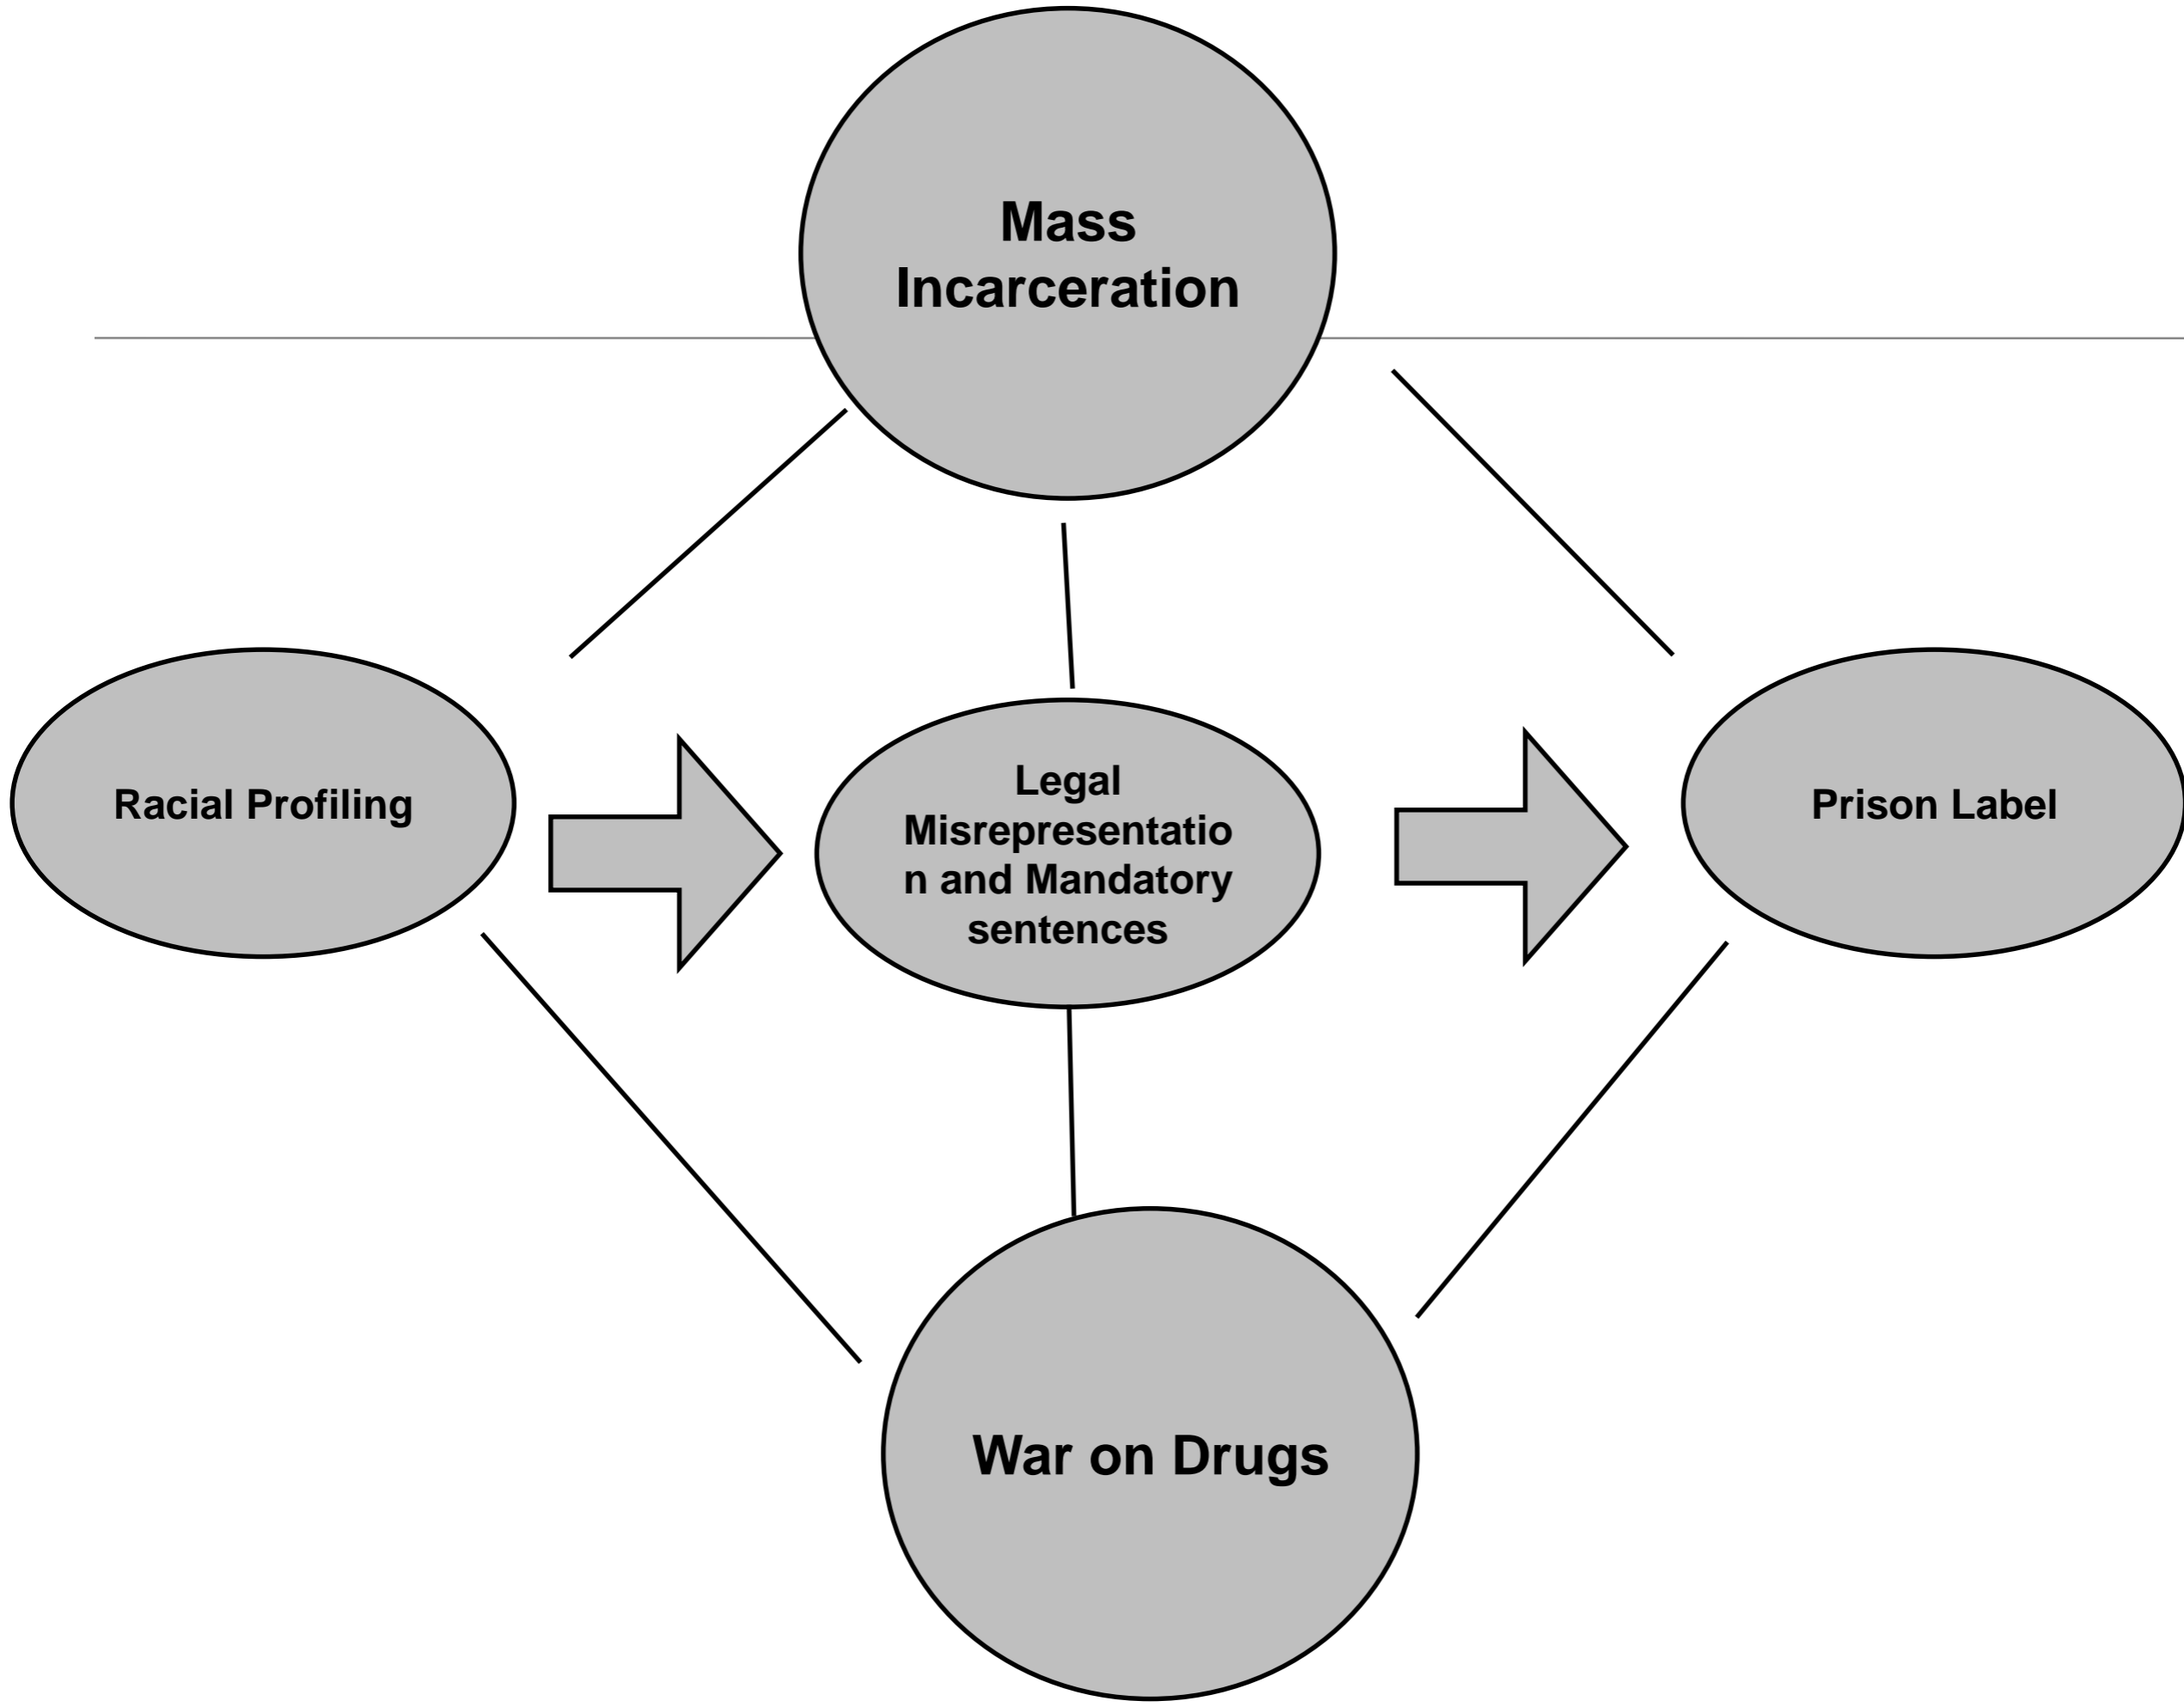 Mass
Incarceration
Racial Profiling
Legal
Misrepresentatio
n and Mandatory
sentences
Prison Label
War on Drugs